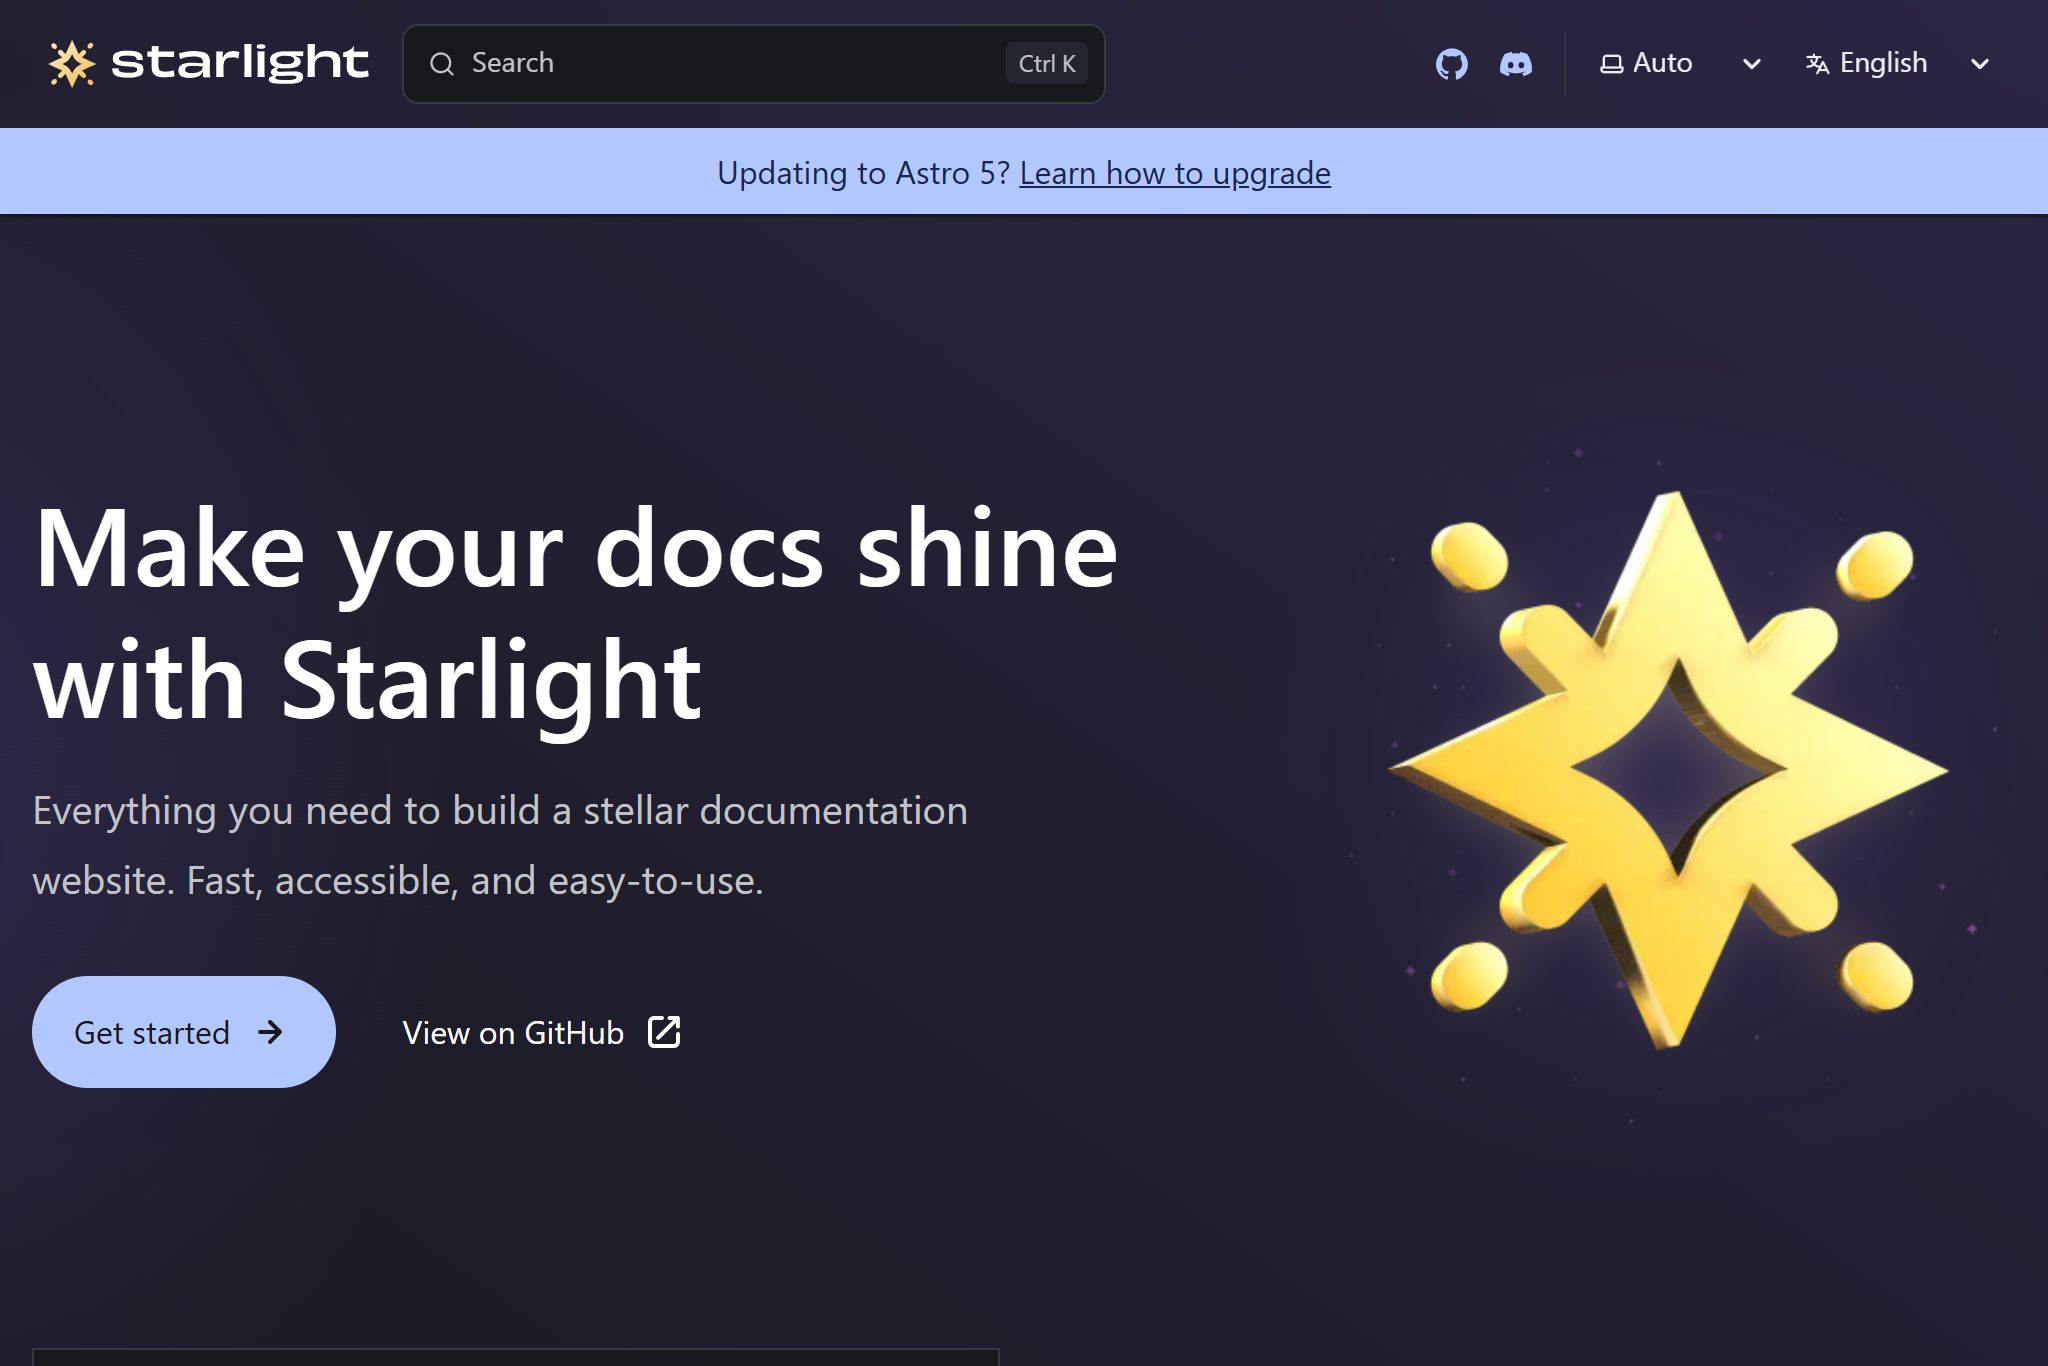 starlight
Search
Ctrl K
Auto
English
Updating to Astro 5? Learn how to upgrade
Make your docs shine
with Starlight
Everything you need to build a stellar documentation
website. Fast, accessible, and easy-to-use.
Get started
View on GitHub